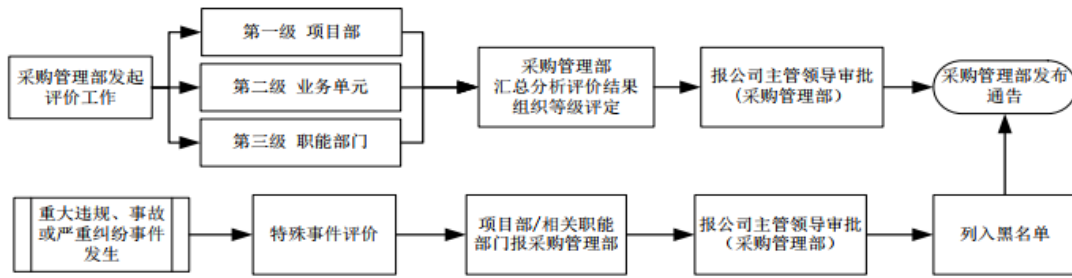 采购管理部发起
评价工作
第一级 项目部
第二级 业务单元
第三级 职能部门
采购管理部
汇总分析评价结果
组织等级评定
报公司主管领导审批
(采购管理部）
采购管理部发布
通告
重大违规、事故
或严重纠纷事件
发生
特殊事件评价
项目部/相关职能
部门报采购管理部
报公司主管领导审批
（采购管理部）
列入黑名单